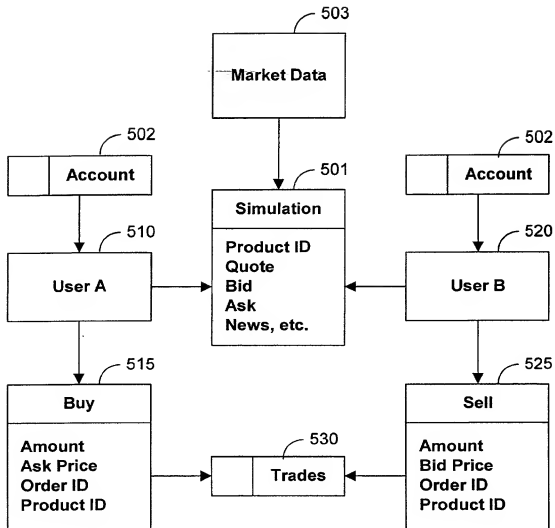 503
Market Data
502
Account
501
502
Account
510
User A
Simulation
Product ID
Quote
Bid
Ask
News, etc.
520
User B
515
Buy
Amount
Ask Price
Order ID
Product ID
530
Trades
525
Sell
Amount
Bid Price
Order ID
Product ID